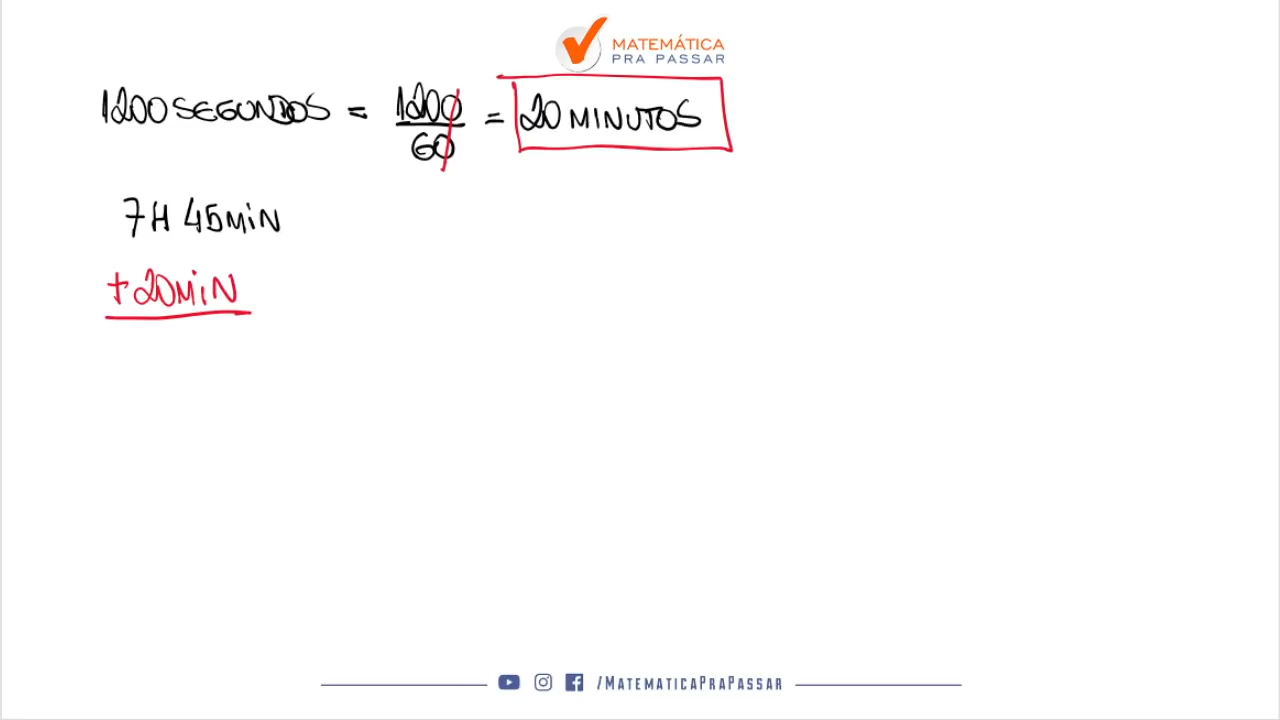 MATEMÁTICA
PRA PASSAR
1200 SEGUNDOS = 1200/60 = 20 MINUTOS
7H 45MiN
+20MiN
/MATEMATICAPRAPASSAR